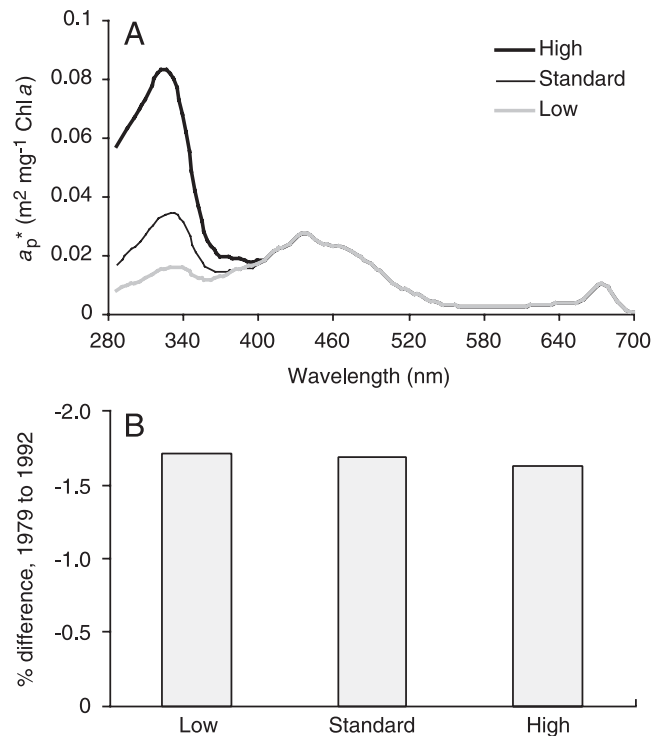 A
High
Standard
Low
0.1
0.08
0.06
0.04
0.02
0
aₚ* (m² mg⁻¹ Chl a)
280 340 400 460 520 580 640 700
Wavelength (nm)
B
-2.0
-1.5
-1.0
-0.5
0
% difference, 1979 to 1992
Low Standard High